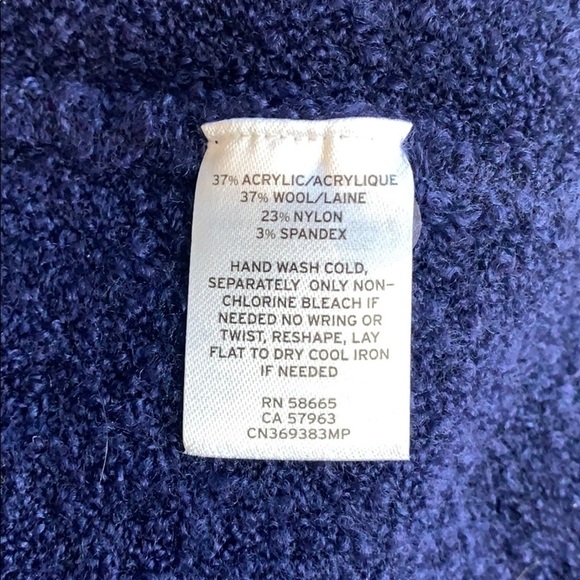 37% ACRYLIC/ACRYLIQUE
37% WOOL/LAINE
23% NYLON
3% SPANDEX
HAND WASH COLD,
SEPARATELY ONLY NON-
CHLORINE BLEACH IF
NEEDED NO WRING OR
TWIST, RESHAPE, LAY
FLAT TO DRY COOL IRON
IF NEEDED
RN 58665
CA 57963
CN369383MP